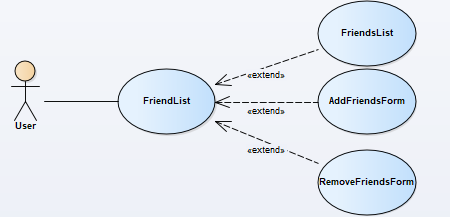 FriendsList
«extend»
AddFriendsForm
FriendList
«extend»
User
«extend»
RemoveFriendsForm